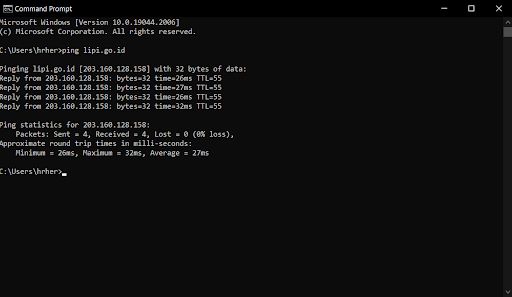 Command Prompt
Microsoft Windows [Version 10.0.19044.2006]
(c) Microsoft Corporation. All rights reserved.
C:\Users\hrher>ping lipi.go.id
Pinging lipi.go.id [203.160.128.158] with 32 bytes of data:
Reply from 203.160.128.158: bytes=32 time=26ms TTL=55
Reply from 203.160.128.158: bytes=32 time=27ms TTL=55
Reply from 203.160.128.158: bytes=32 time=26ms TTL=55
Reply from 203.160.128.158: bytes=32 time=32ms TTL=55
Ping statistics for 203.160.128.158:
    Packets: Sent = 4, Received = 4, Lost = 0 (0% loss),
Approximate round trip times in milli-seconds:
    Minimum = 26ms, Maximum = 32ms, Average = 27ms
C:\Users\hrher>